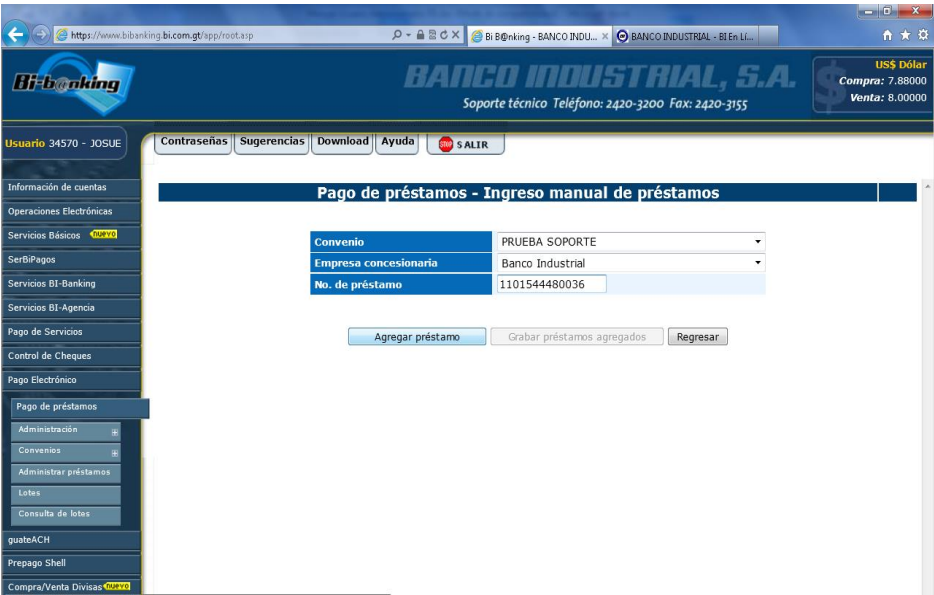 https://www.bibanking.bi.com.gt/app/root.asp
Bi B@nking - BANCO INDU...
BANCO INDUSTRIAL - BI En Lí...
Bi-b@nking
BANCO INDUSTRIAL, S.A.
Soporte técnico Teléfono: 2420-3200 Fax: 2420-3155
US$ Dólar
Compra: 7.88000
Venta: 8.00000
Usuario 34570 - JOSUE
Contraseñas
Sugerencias
Download
Ayuda
STOP SALIR
Información de cuentas
Operaciones Electrónicas
Servicios Básicos nuevo
SerBiPagos
Servicios BI-Banking
Servicios BI-Agencia
Pago de Servicios
Control de Cheques
Pago Electrónico
Pago de préstamos
Administración
Convenios
Administrar préstamos
Lotes
Consulta de lotes
guateACH
Prepago Shell
Compra/Venta Divisas nuevo
Pago de préstamos - Ingreso manual de préstamos
Convenio PRUEBA SOPORTE
Empresa concesionaria Banco Industrial
No. de préstamo 1101544480036
Agregar préstamo
Grabar préstamos agregados
Regresar